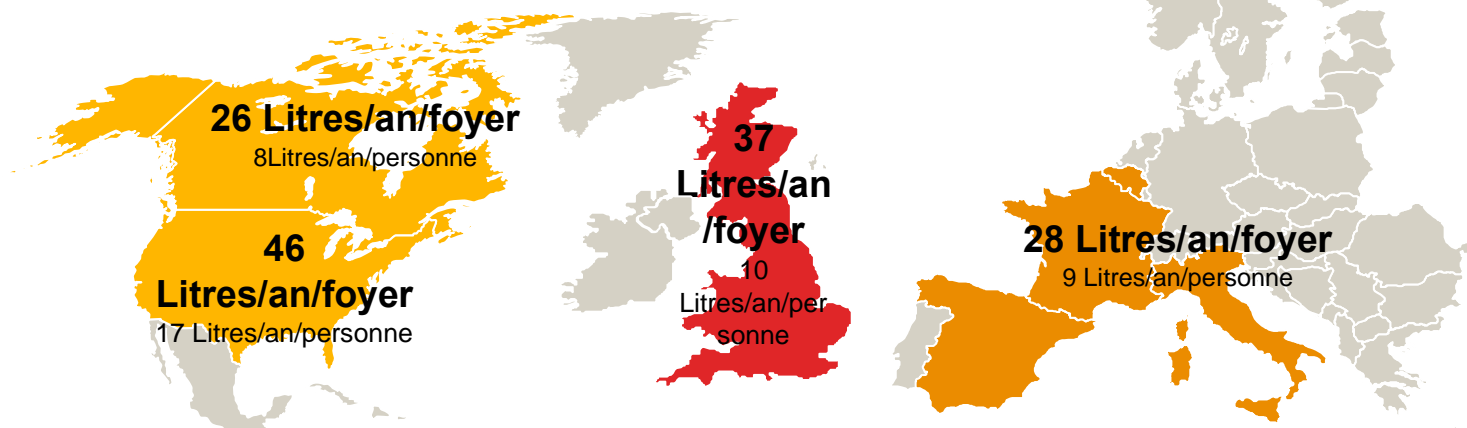 26 Litres/an/foyer
8Litres/an/personne
46
Litres/an/foyer
17 Litres/an/personne
37
Litres/an
/foyer
10
Litres/an/per
sonne
28 Litres/an/foyer
9 Litres/an/personne